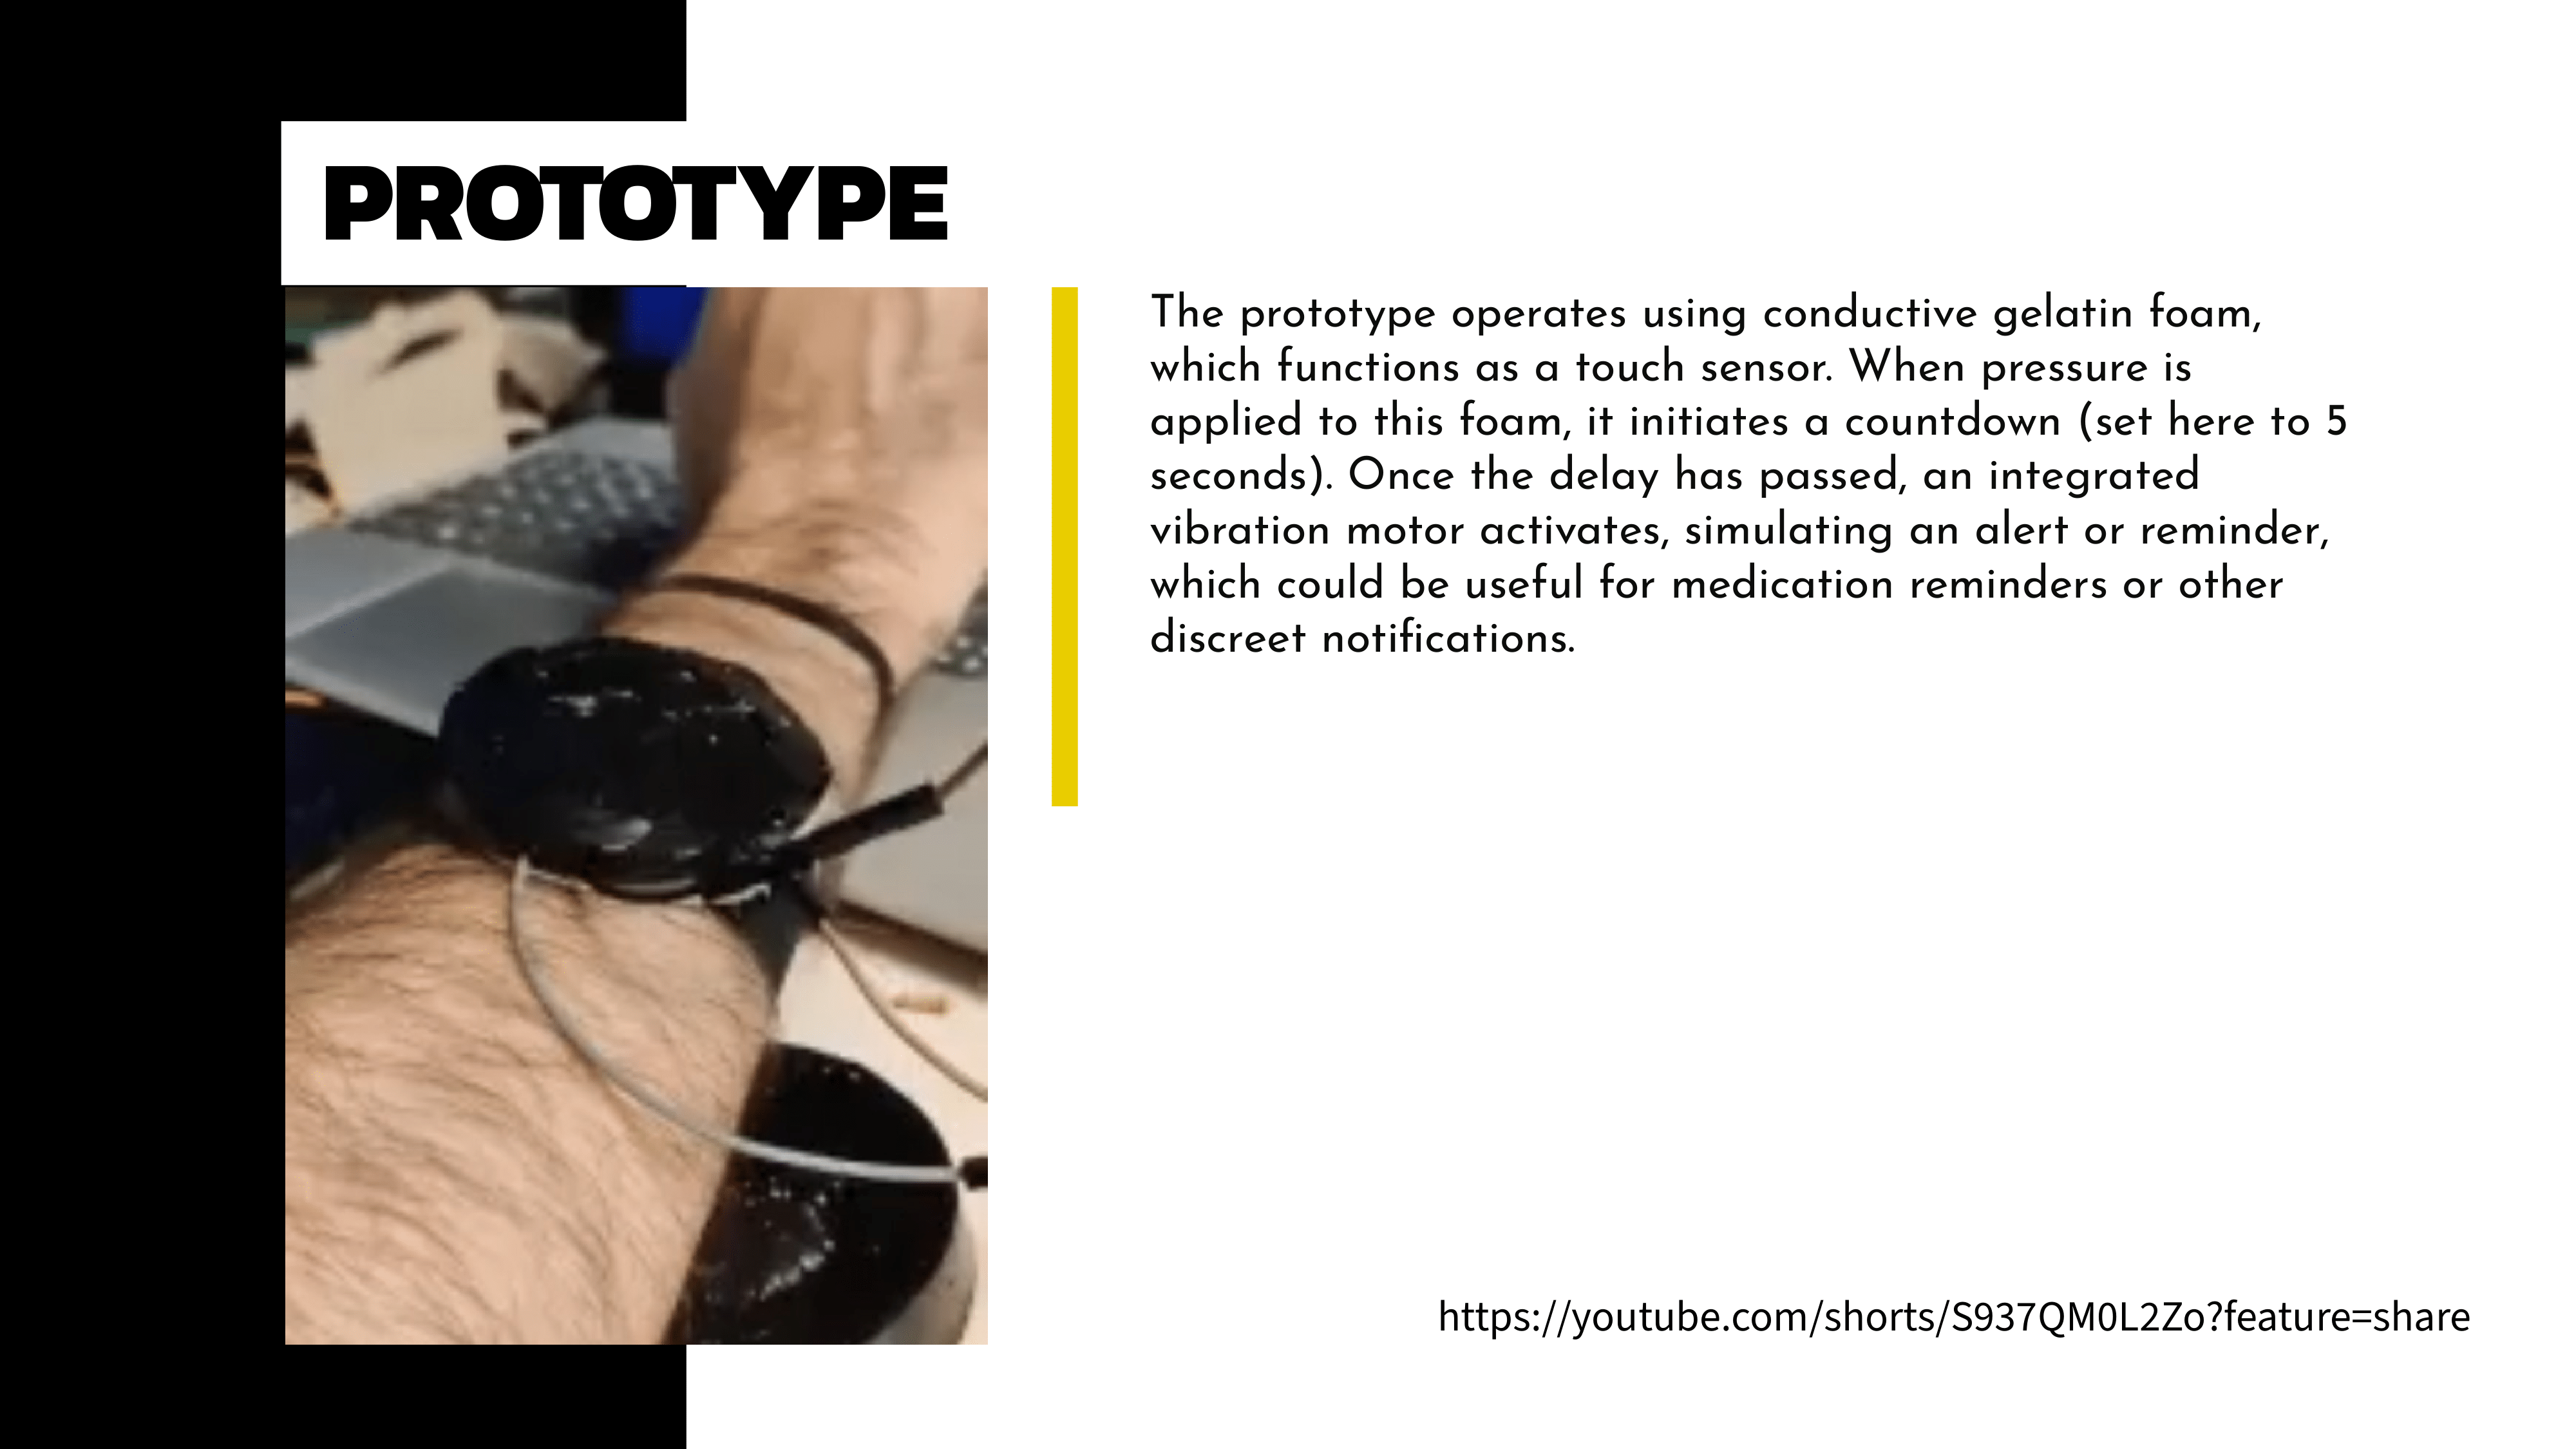 PROTOTYPE
The prototype operates using conductive gelatin foam,
which functions as a touch sensor. When pressure is
applied to this foam, it initiates a countdown (set here to 5
seconds). Once the delay has passed, an integrated
vibration motor activates, simulating an alert or reminder,
which could be useful for medication reminders or other
discreet notifications.
https://youtube.com/shorts/S937QM0L2Zo?feature=share